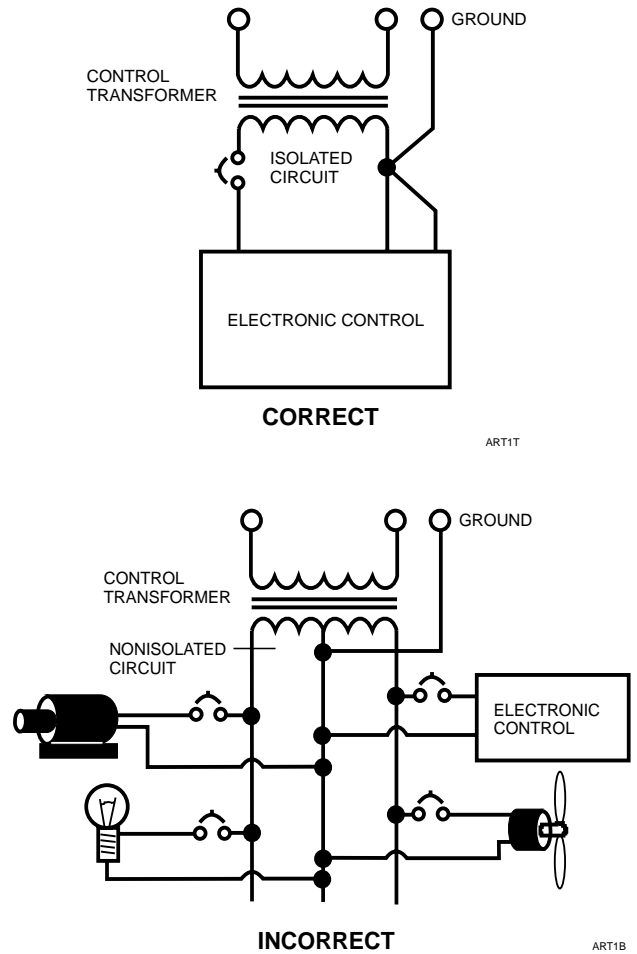 GROUND
CONTROL
TRANSFORMER
ISOLATED
CIRCUIT
ELECTRONIC CONTROL
CORRECT
ART1T
GROUND
CONTROL
TRANSFORMER
NONISOLATED
CIRCUIT
ELECTRONIC
CONTROL
INCORRECT
ART1B